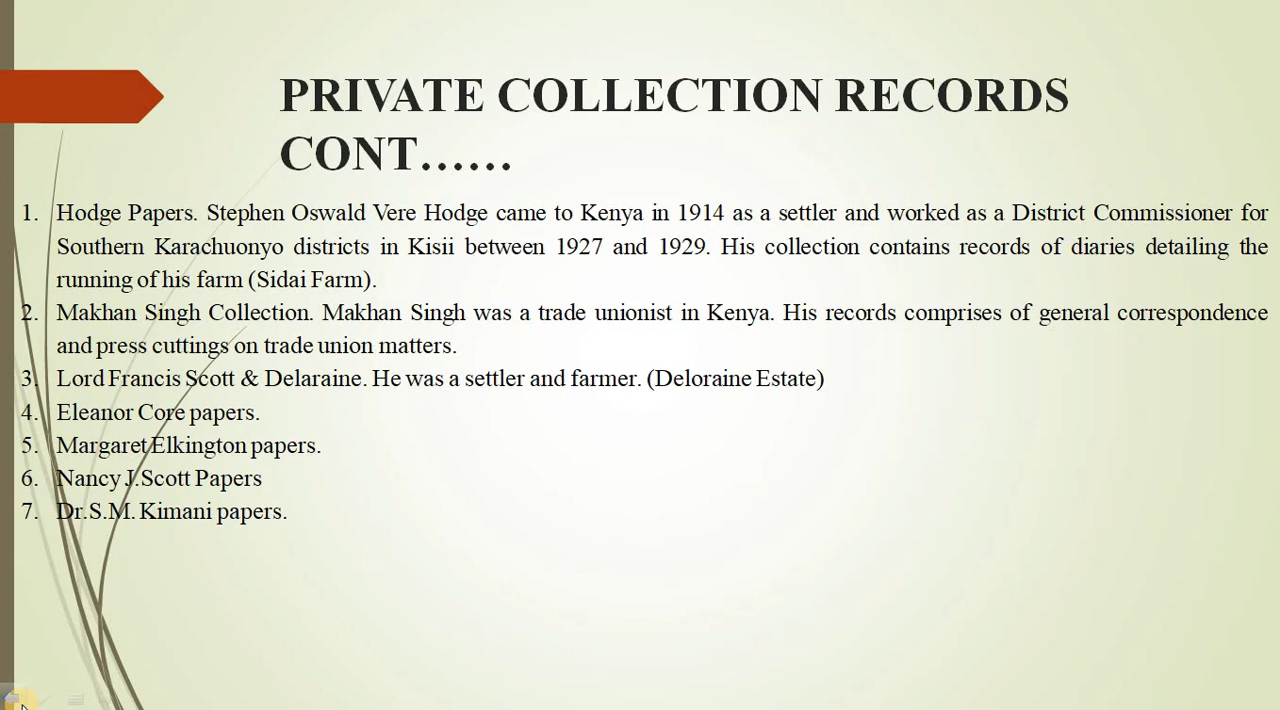 PRIVATE COLLECTION RECORDS
CONT……
1. Hodge Papers. Stephen Oswald Vere Hodge came to Kenya in 1914 as a settler and worked as a District Commissioner for
Southern Karachuonyo districts in Kisii between 1927 and 1929. His collection contains records of diaries detailing the
running of his farm (Sidai Farm).
2. Makhan Singh Collection. Makhan Singh was a trade unionist in Kenya. His records comprises of general correspondence
and press cuttings on trade union matters.
3. Lord Francis Scott & Delaraine. He was a settler and farmer. (Deloraine Estate)
4. Eleanor Core papers.
5. Margaret Elkington papers.
6. Nancy J.Scott Papers
7. Dr.S.M. Kimani papers.